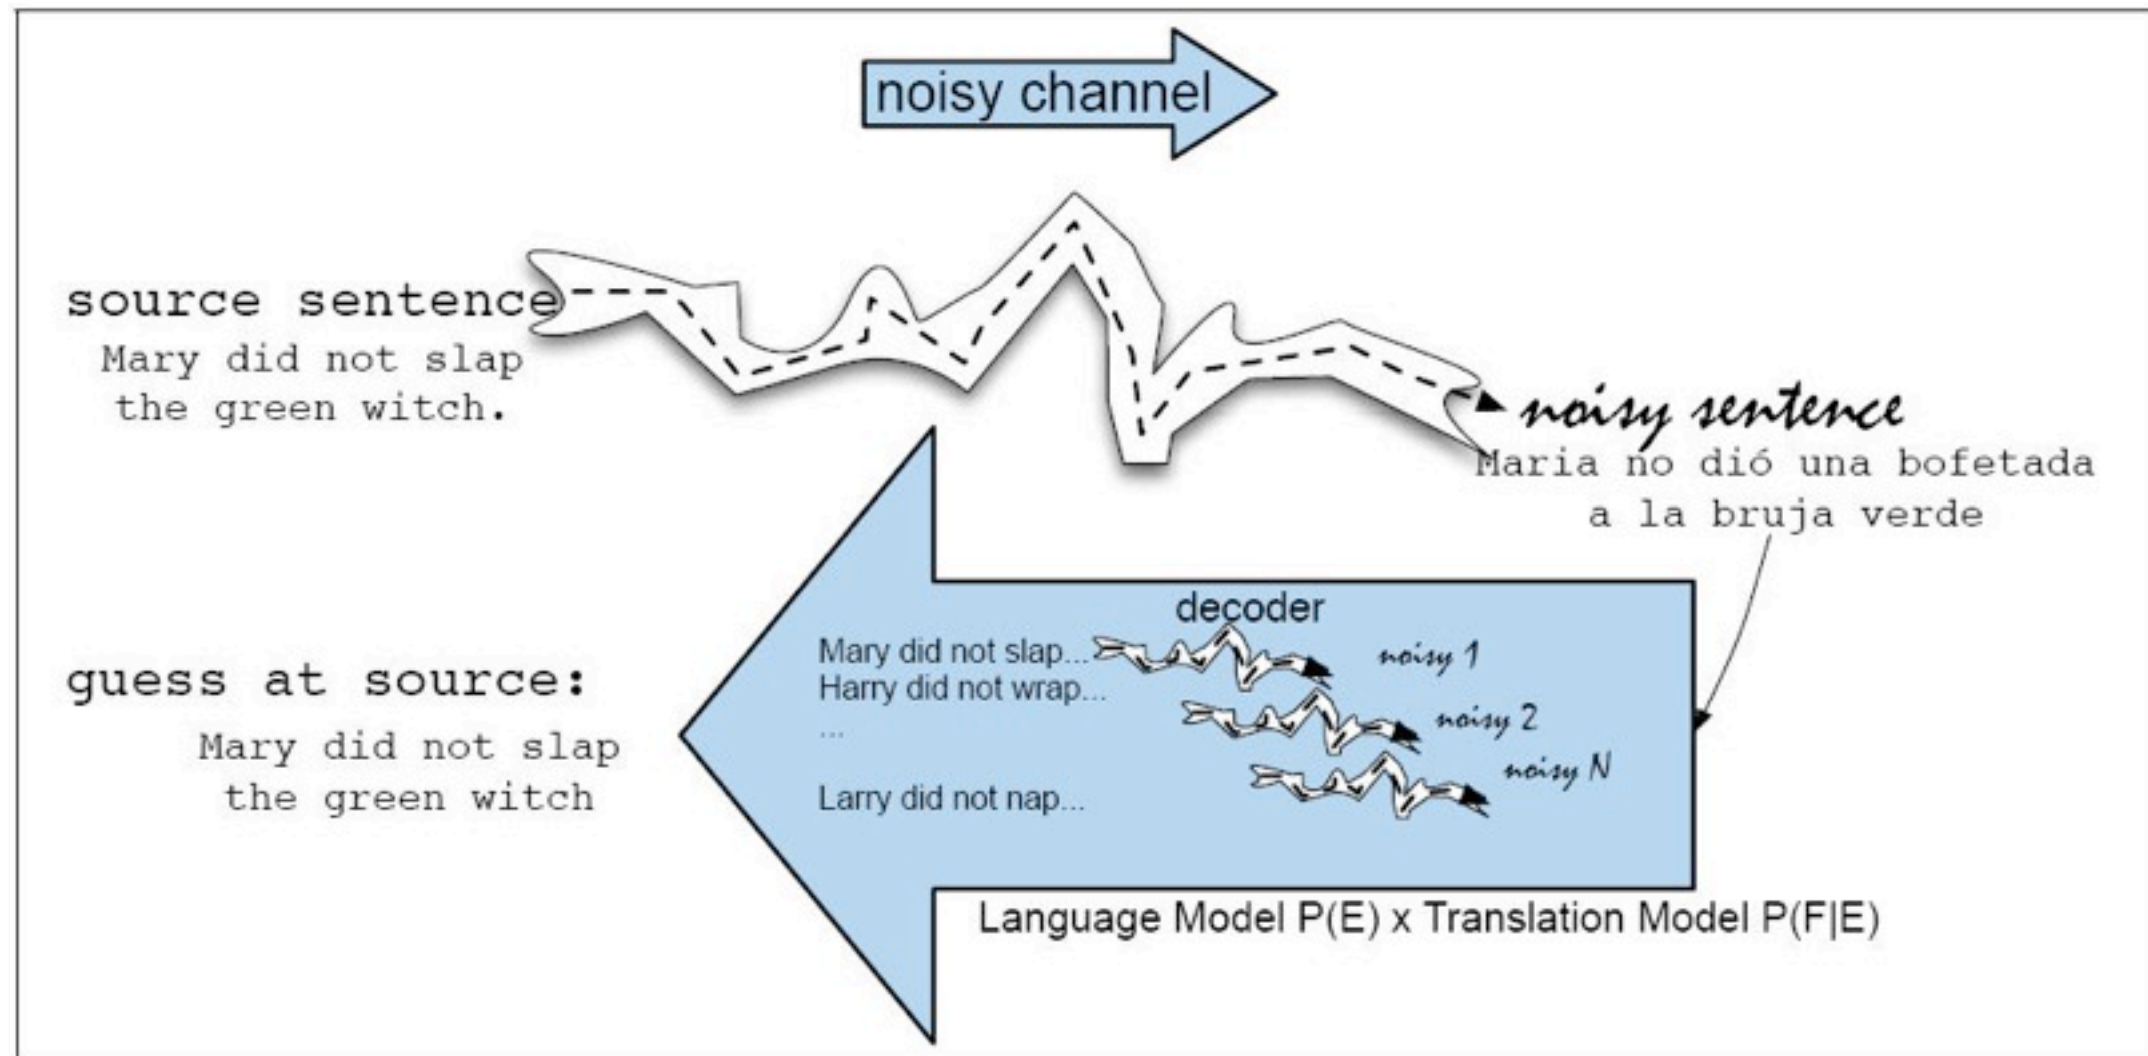 noisy channel
source sentence
Mary did not slap
the green witch.
noisy sentence
Maria no dió una bofetada
a la bruja verde
decoder
Mary did not slap...
noisy 1
Harry did not wrap...
noisy 2
...
noisy N
Larry did not nap...
guess at source:
Mary did not slap
the green witch
Language Model P(E) x Translation Model P(F|E)